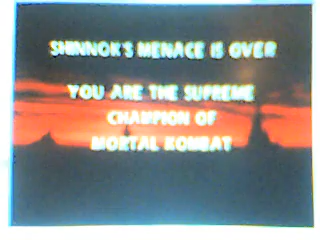 SHINNOK'S MENACE IS OVER
YOU ARE THE SUPREME
CHAMPION OF
MORTAL KOMBAT